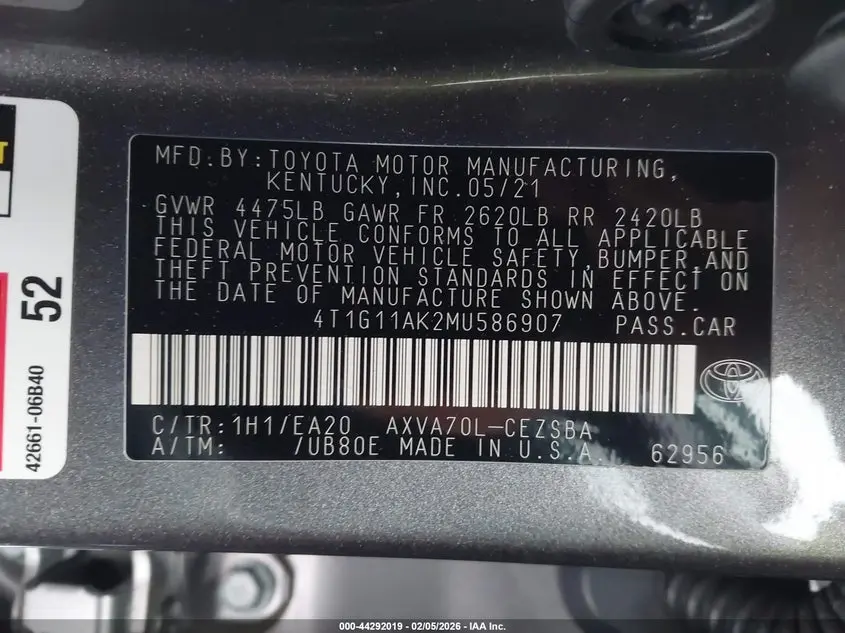 MFD.BY:TOYOTA MOTOR MANUFACTURING,
KENTUCKY,INC.05/21
GVWR 4475LB GAWR FR 2620LB RR 2420LB
THIS VEHICLE CONFORMS TO ALL APPLICABLE
FEDERAL MOTOR VEHICLE SAFETY,BUMPER,AND
THEFT PREVENTION STANDARDS IN EFFECT ON
THE DATE OF MANUFACTURE SHOWN ABOVE.
4T1G11AK2MU586907 PASS.CAR
C/TR:1H1/EA20 AXVA70L-CEZSBA
A/TM: /UB80E MADE IN U.S.A. 62956
52
42661-06B40
000-44292019 - 02/05/2026 - IAA Inc.